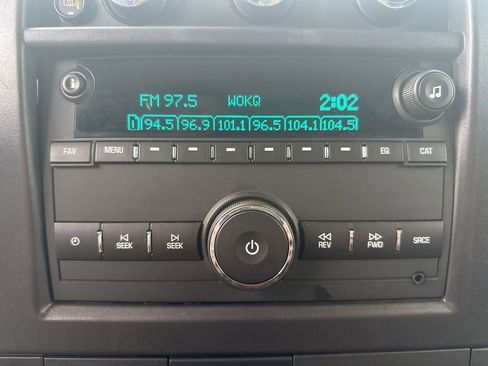 FM 97.5 WOKQ 2:02
1 94.5 96.9 101.1 96.5 104.1 104.5
FAV MENU EQ CAT
SEEK SEEK REV FWD SRCE